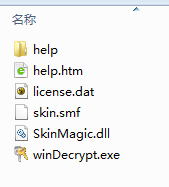 名称
help
help.htm
license.dat
skin.smf
SkinMagic.dll
winDecrypt.exe